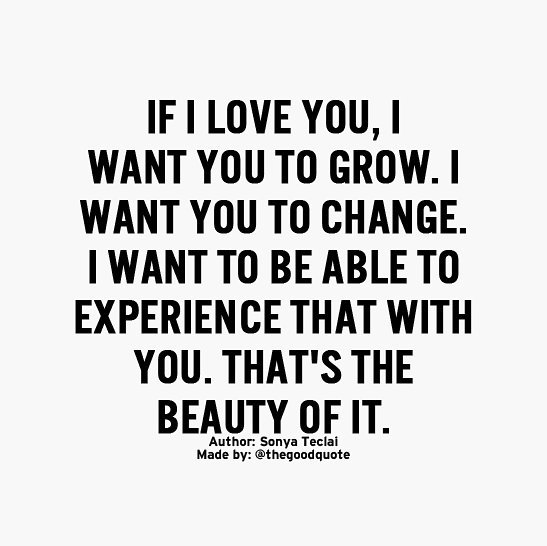 IF I LOVE YOU, I
WANT YOU TO GROW. I
WANT YOU TO CHANGE.
I WANT TO BE ABLE TO
EXPERIENCE THAT WITH
YOU. THAT'S THE
BEAUTY OF IT.
Author: Sonya Teclai
Made by: @thegoodquote